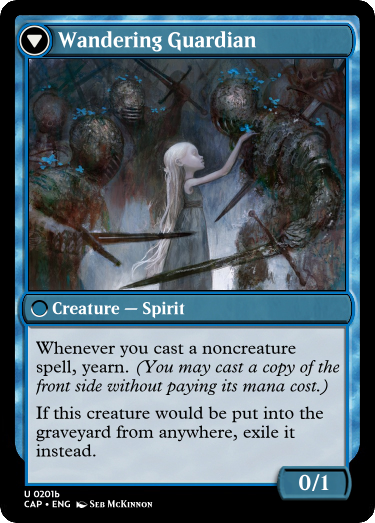 Wandering Guardian
Creature — Spirit
Whenever you cast a noncreature
spell, yearn. (You may cast a copy of the
front side without paying its mana cost.)
If this creature would be put into the
graveyard from anywhere, exile it
instead.
0/1
U 0201b
CAP • ENG Seb McKinnon